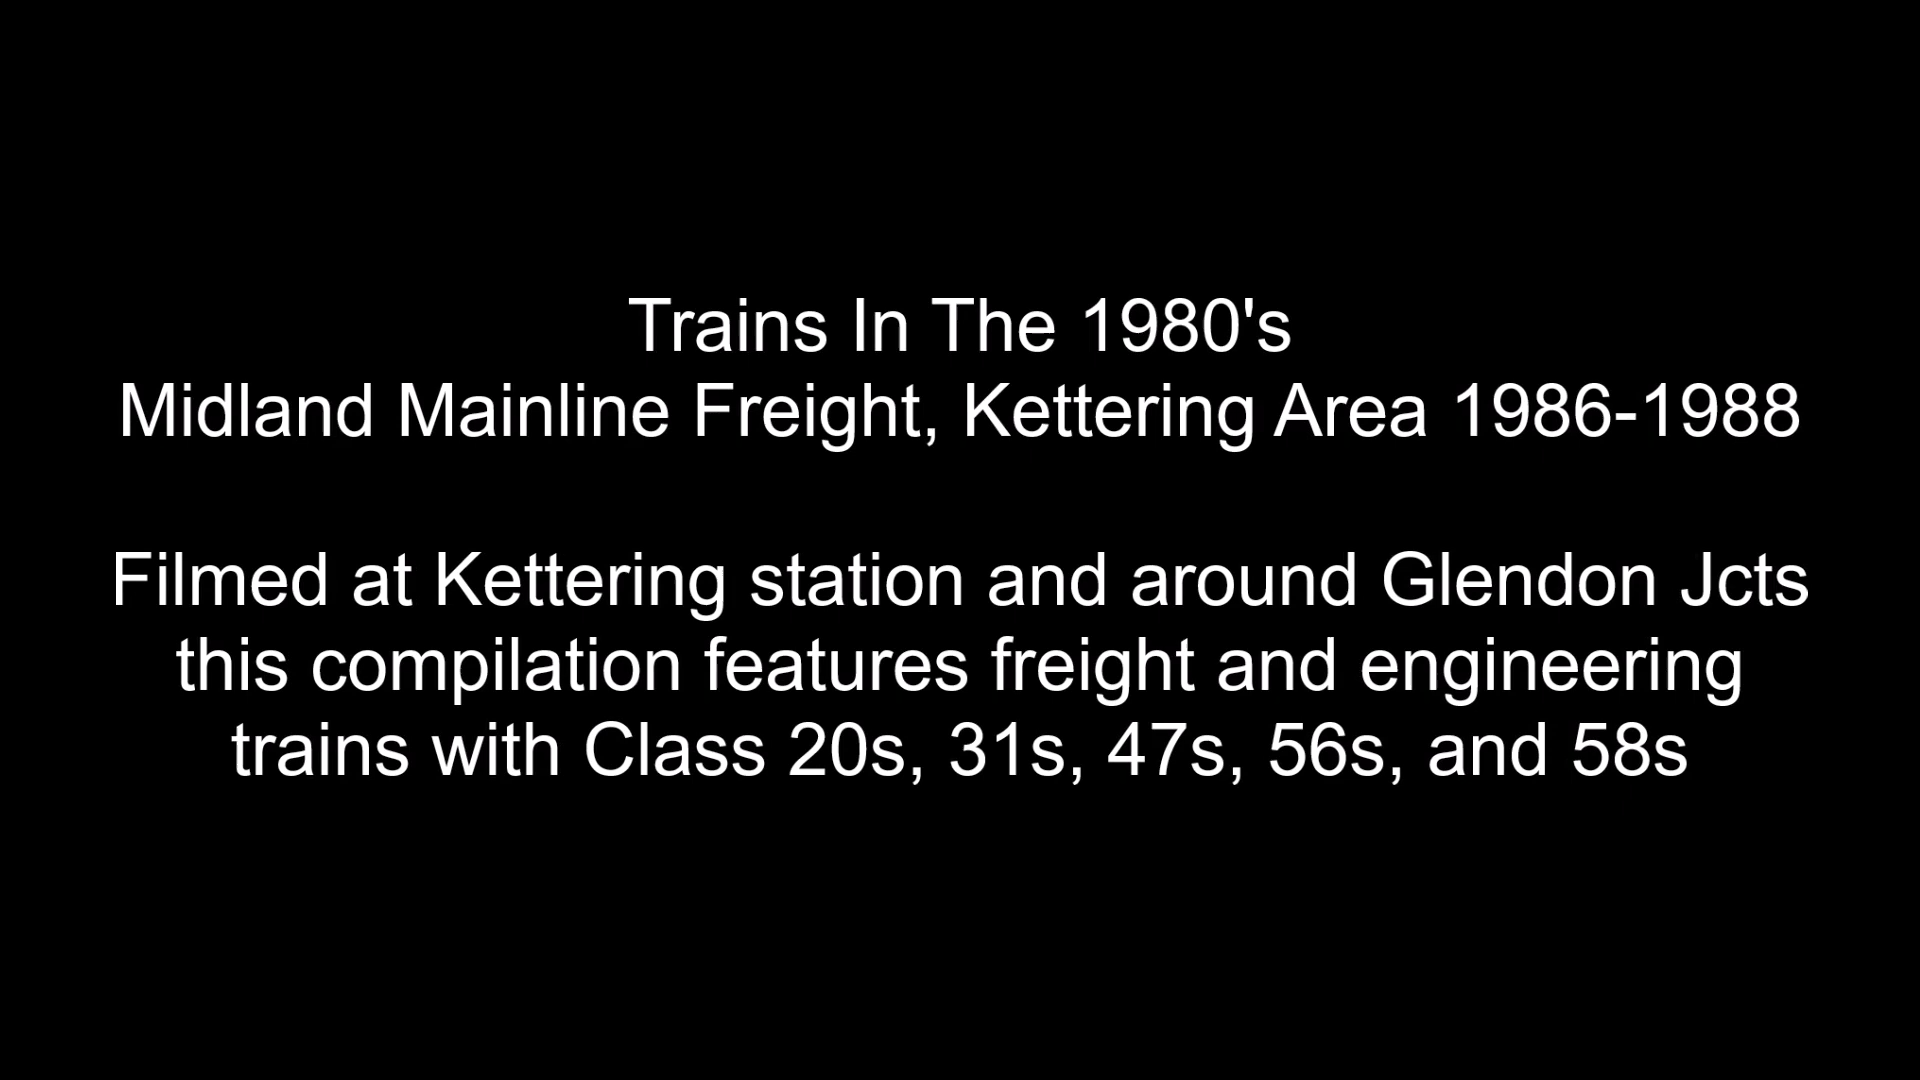 Trains In The 1980's
Midland Mainline Freight, Kettering Area 1986-1988
Filmed at Kettering station and around Glendon Jcts
this compilation features freight and engineering
trains with Class 20s, 31s, 47s, 56s, and 58s